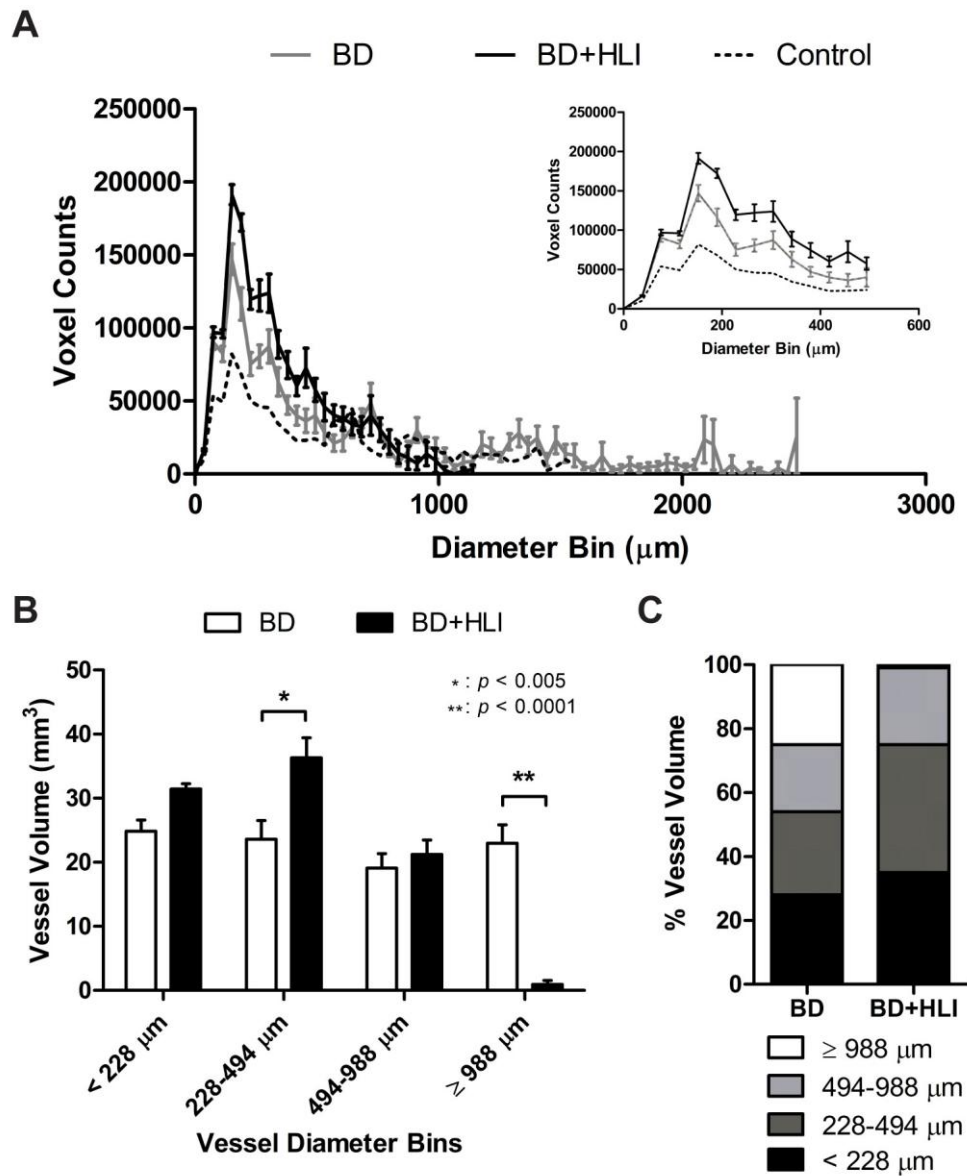 A
BD BD+HLI Control
250000
200000
150000
100000
50000
0
Voxel Counts
0 1000 2000 3000
Diameter Bin (μm)
250000
200000
150000
100000
50000
0
Voxel Counts
0 200 400 600
Diameter Bin (μm)
B
BD BD+HLI
50
40
30
20
10
0
Vessel Volume (mm³)
*: p < 0.005
**: p < 0.0001
*
**
< 228 μm
228-494 μm
494-988 μm
≥ 988 μm
Vessel Diameter Bins
C
100
80
60
40
20
0
% Vessel Volume
BD BD+HLI
≥ 988 μm
494-988 μm
228-494 μm
< 228 μm